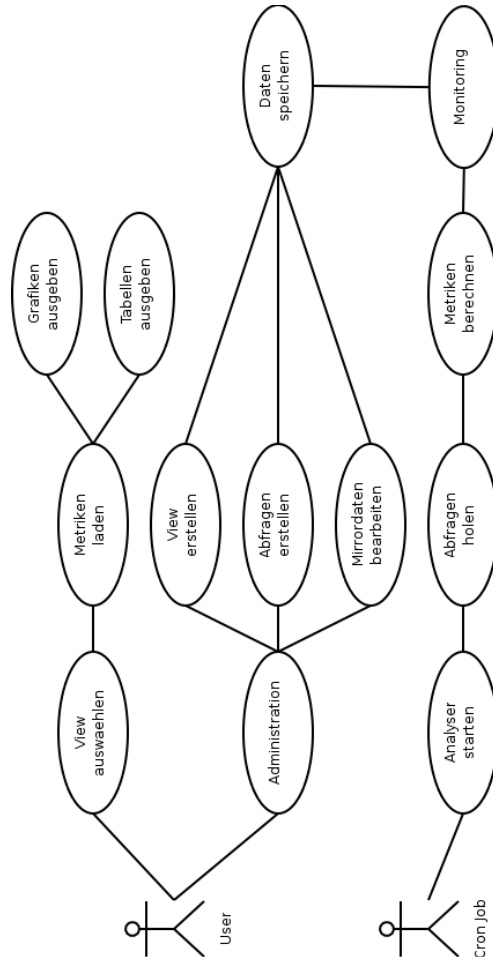 Grafiken
ausgeben
Tabellen
ausgeben
Metriken
laden
View
auswaehlen
User
Daten
speichern
View
erstellen
Abfragen
erstellen
Mirrordaten
bearbeiten
Administration
Monitoring
Metriken
berechnen
Abfragen
holen
Analyser
starten
Cron Job